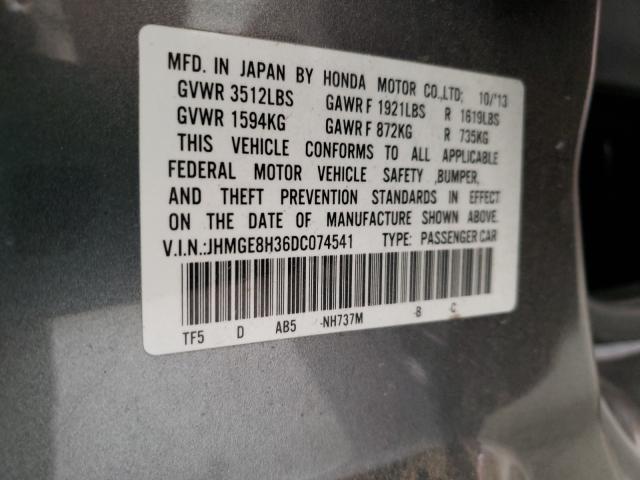 MFD. IN JAPAN BY HONDA MOTOR CO.,LTD; 10/'13
GVWR 3512LBS GAWR F 1921LBS R 1619LBS
GVWR 1594KG GAWR F 872KG R 735KG
THIS VEHICLE CONFORMS TO ALL APPLICABLE
FEDERAL MOTOR VEHICLE SAFETY ,BUMPER,
AND THEFT PREVENTION STANDARDS IN EFFECT
ON THE DATE OF MANUFACTURE SHOWN ABOVE.
V.I.N.:JHMGE8H36DC074541 TYPE: PASSENGER CAR
TF5 D AB5 -NH737M -B -C